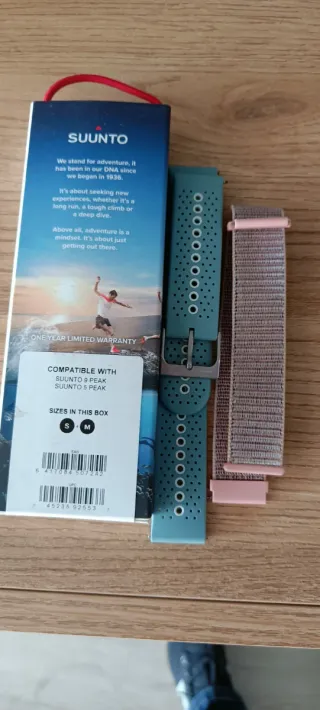 SUUNTO
We stand for adventure, it
has been in our DNA since
we began in 1936.
It's about seeking new
experiences, whether it's a
long run, a tough climb or
a deep dive.
Above all, adventure is a
mindset. It's about just
getting out there.
ONE YEAR LIMITED WARRANTY
COMPATIBLE WITH
SUUNTO 9 PEAK
SUUNTO 5 PEAK
SIZES IN THIS BOX
S M